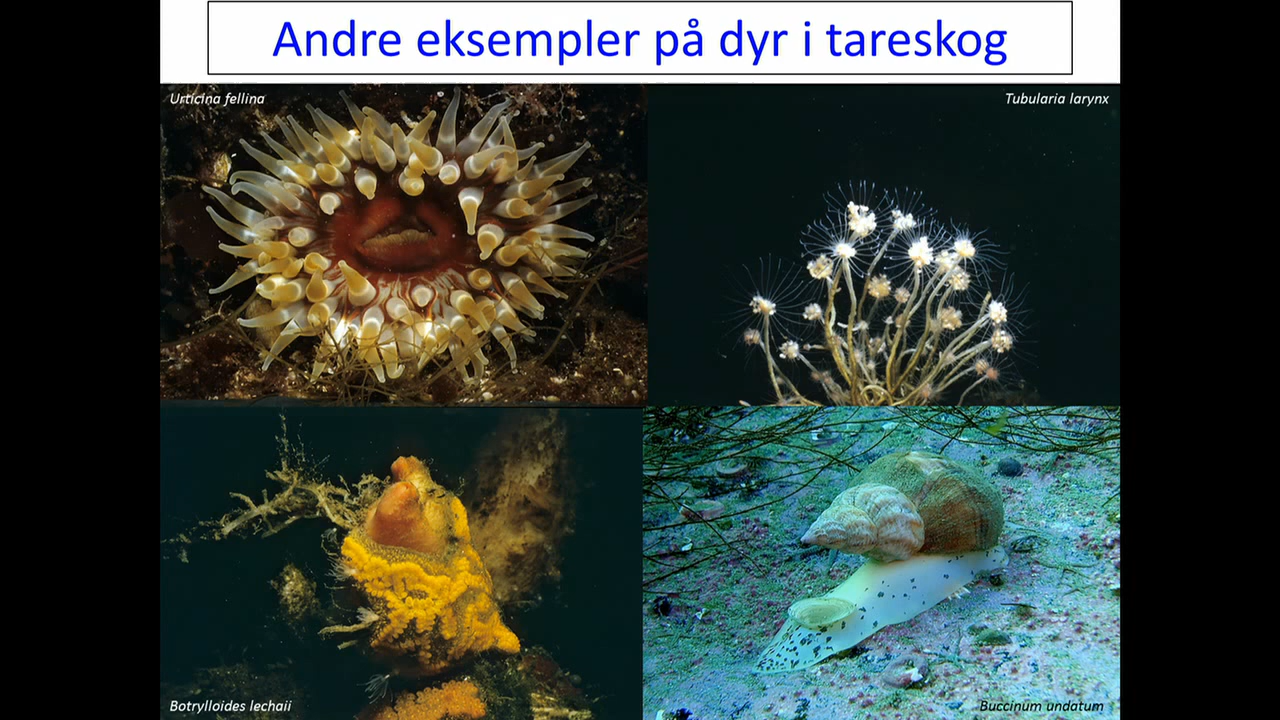 Andre eksempler på dyr i tareskog
Urticina fellina
Tubularia larynx
Botrylloides lechaii
Buccinum undatum